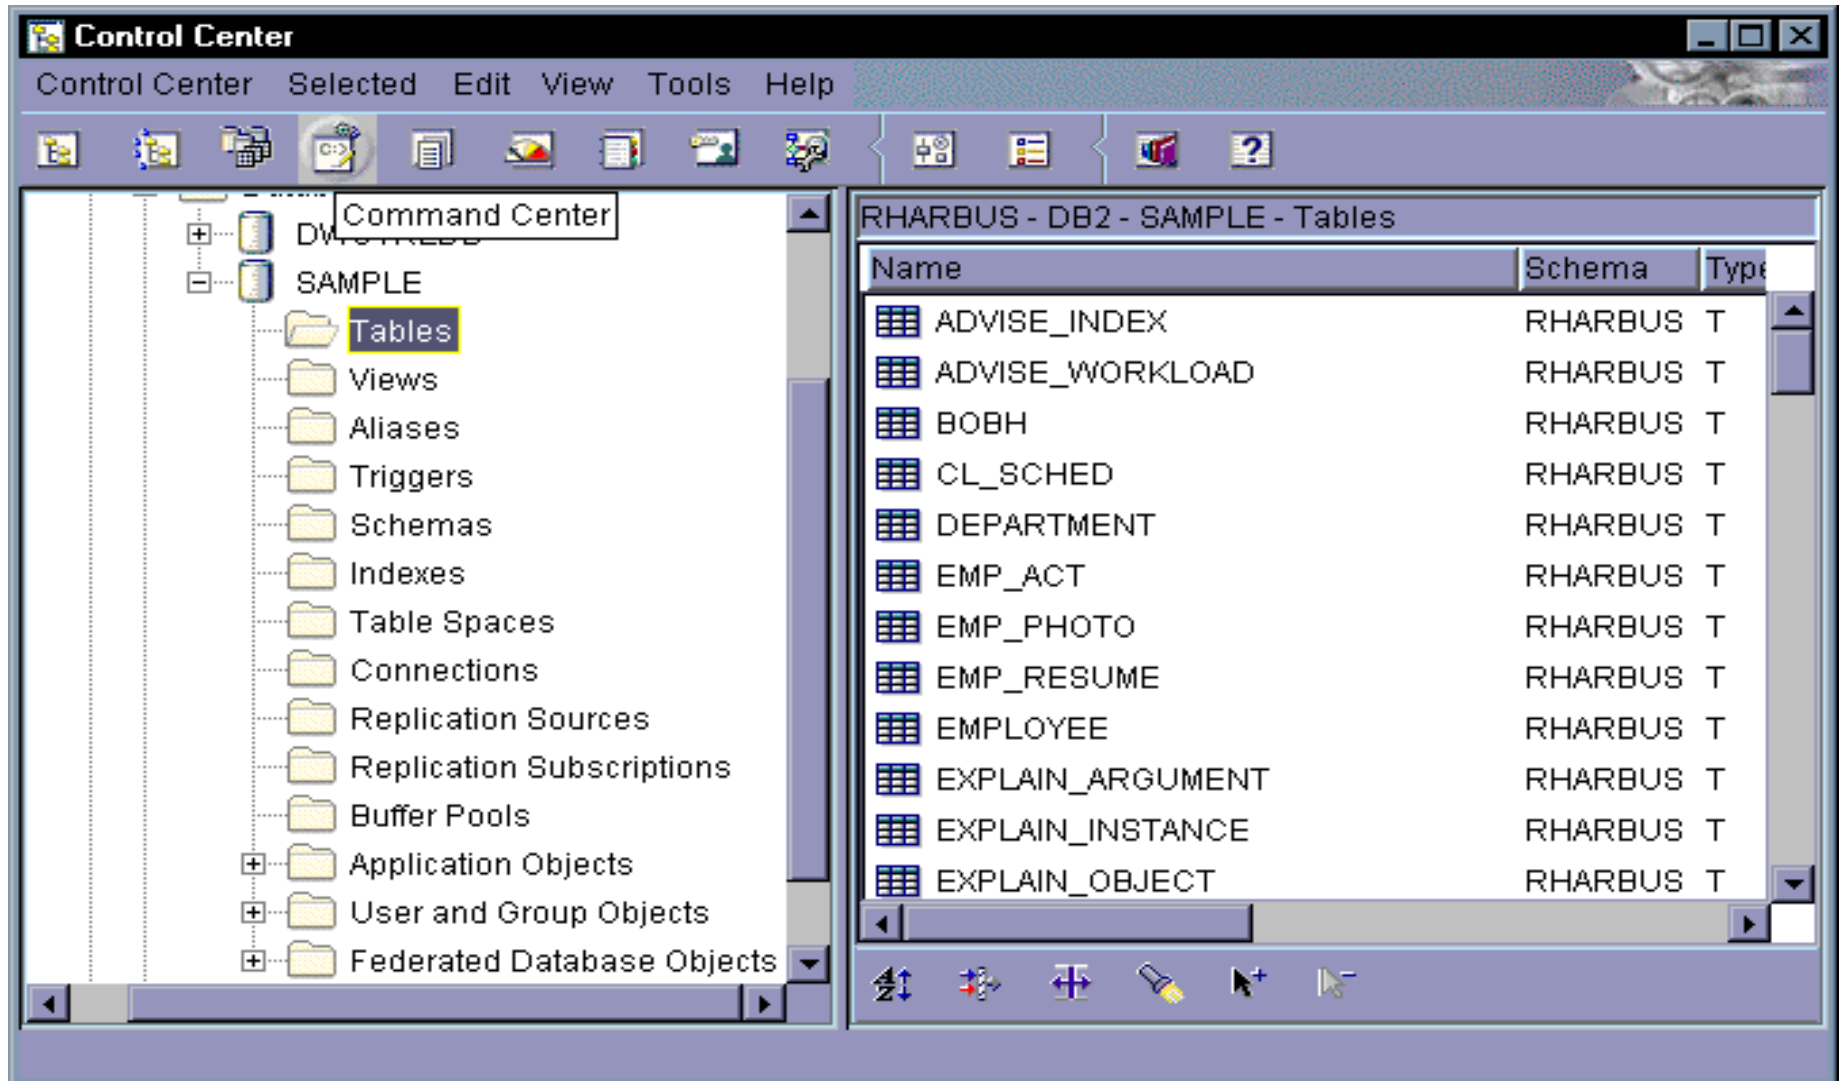 Control Center
Control Center Selected Edit View Tools Help
Command Center
SAMPLE
Tables
Views
Aliases
Triggers
Schemas
Indexes
Table Spaces
Connections
Replication Sources
Replication Subscriptions
Buffer Pools
Application Objects
User and Group Objects
Federated Database Objects
RHARBUS - DB2 - SAMPLE - Tables
Name Schema Type
ADVISE_INDEX RHARBUS T
ADVISE_WORKLOAD RHARBUS T
BOBH RHARBUS T
CL_SCHED RHARBUS T
DEPARTMENT RHARBUS T
EMP_ACT RHARBUS T
EMP_PHOTO RHARBUS T
EMP_RESUME RHARBUS T
EMPLOYEE RHARBUS T
EXPLAIN_ARGUMENT RHARBUS T
EXPLAIN_INSTANCE RHARBUS T
EXPLAIN_OBJECT RHARBUS T